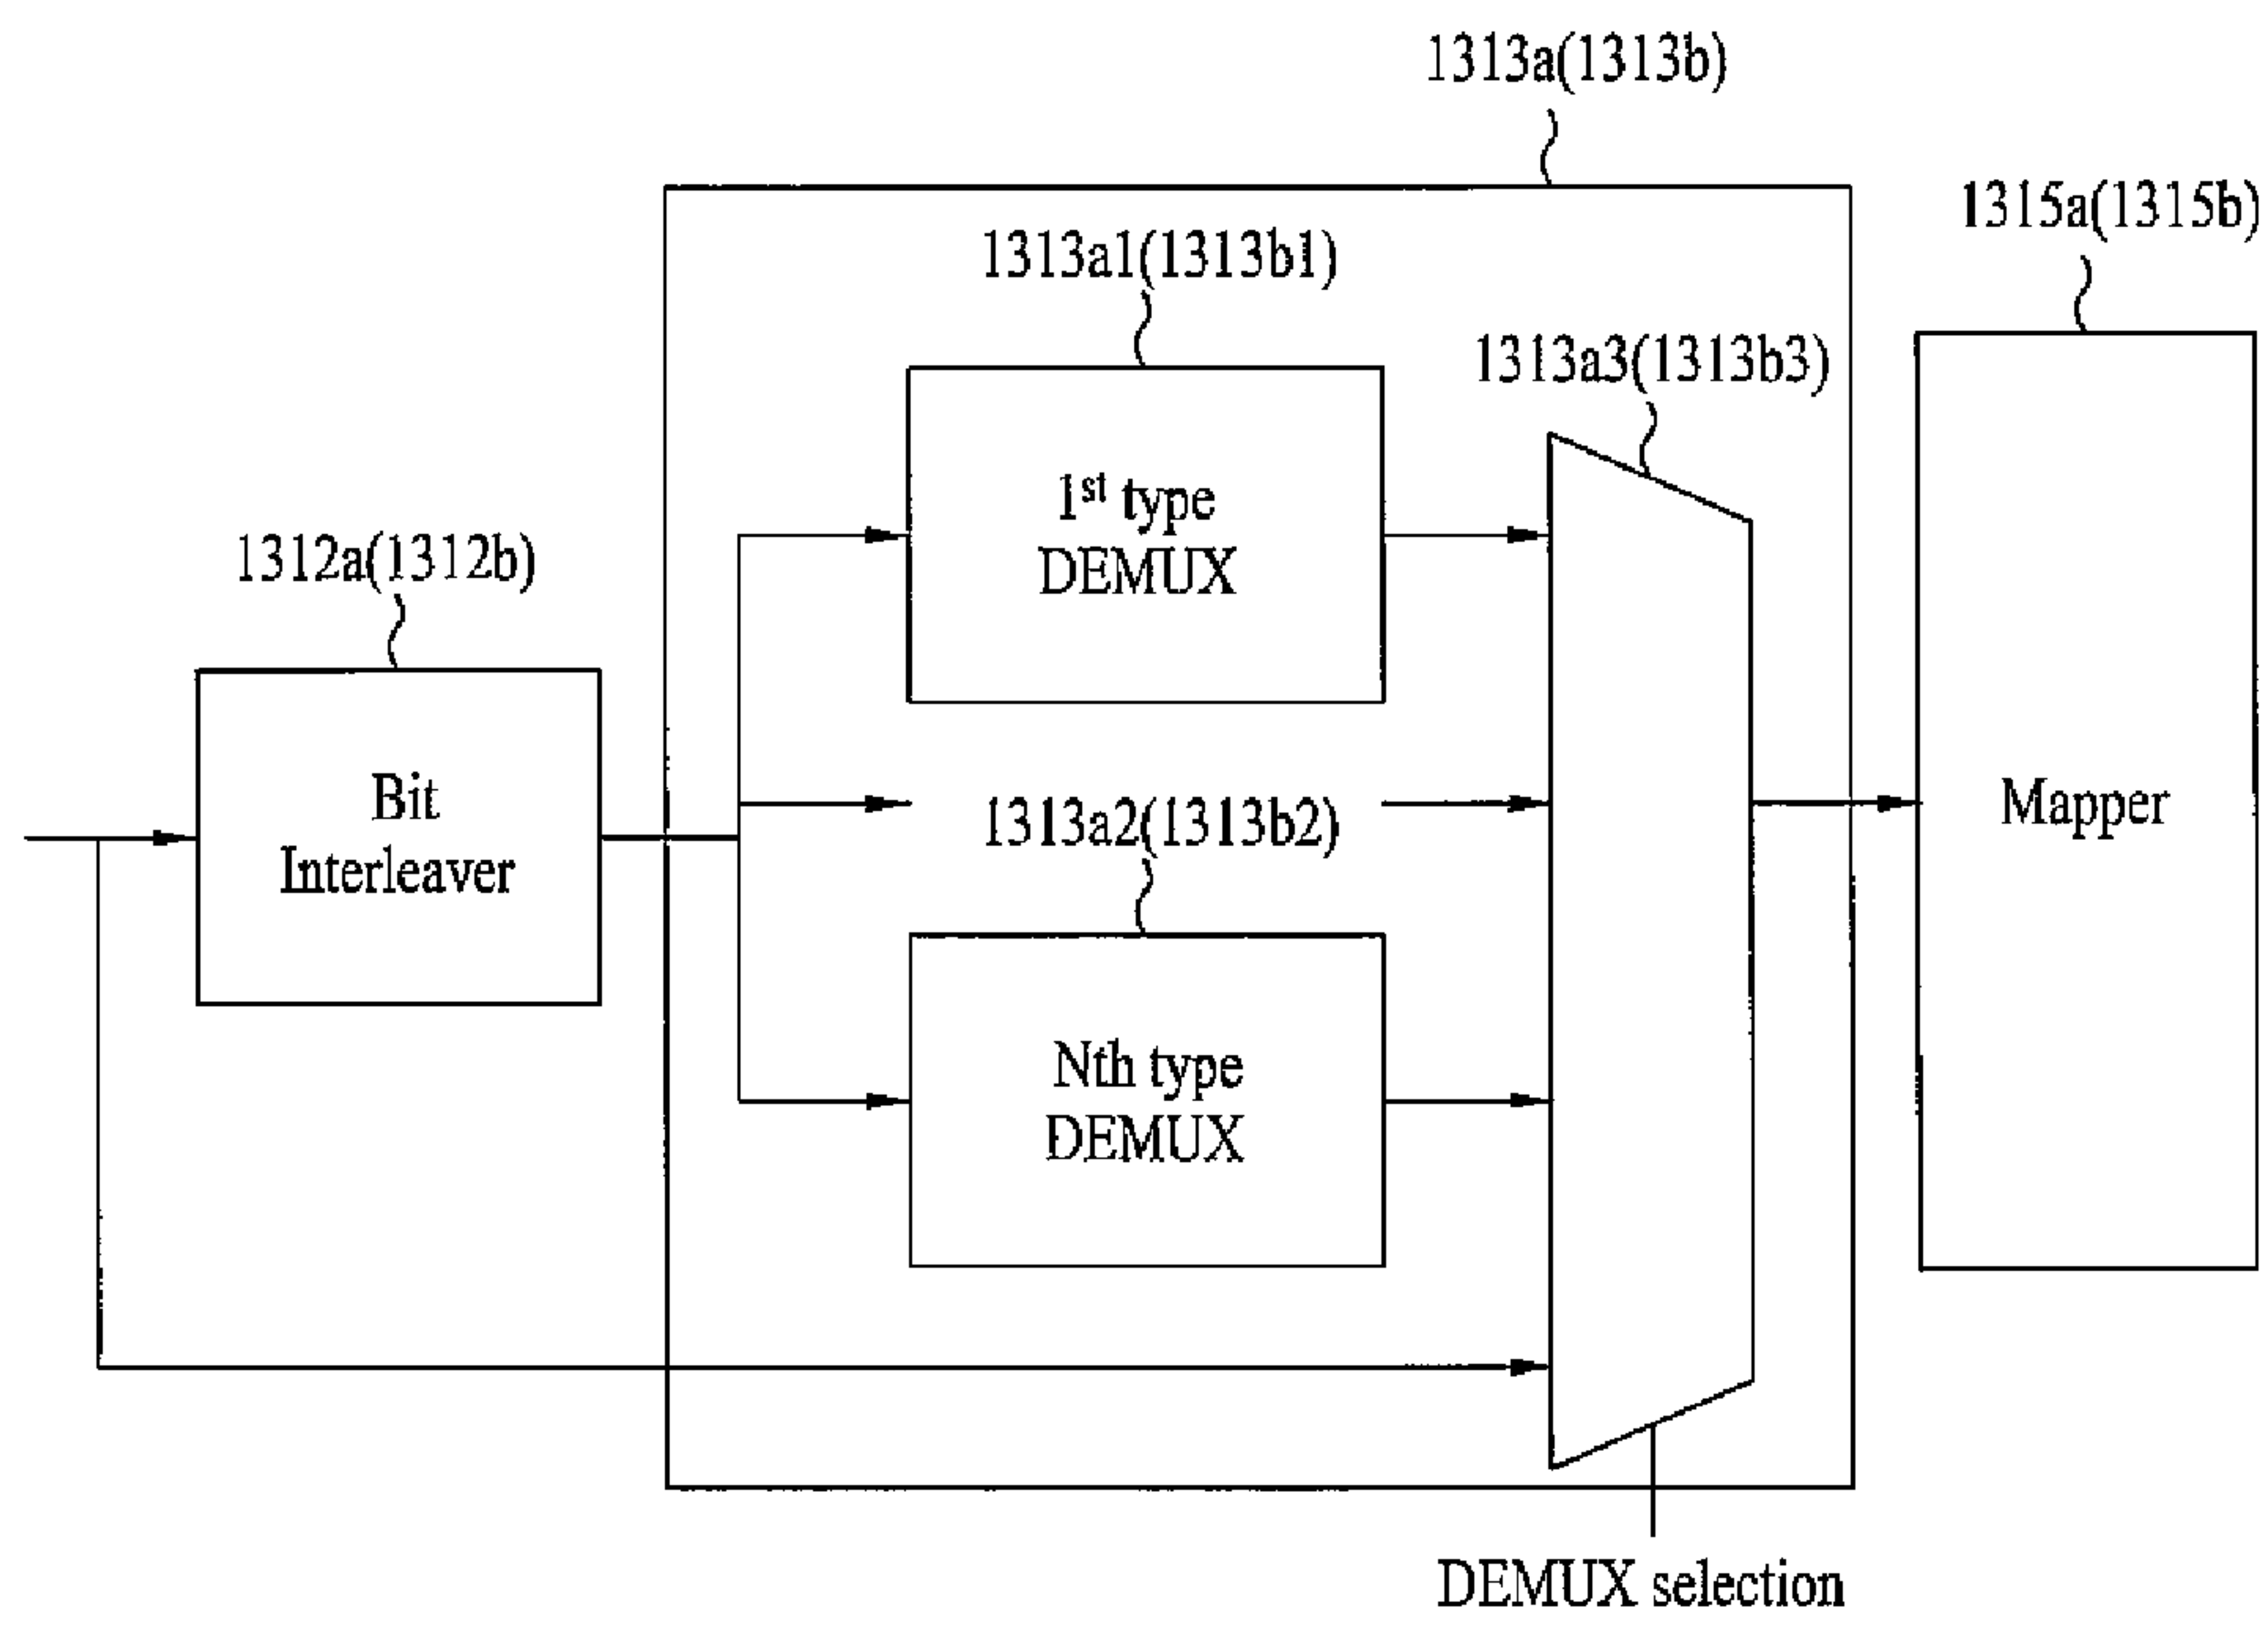 1313a(1313b)
1315a(1315b)
1313a1(1313b1)
1313a3(1313b3)
1st type
DEMUX
1312a(1312b)
Bit
Interleaver
1313a2(1313b2)
Mapper
Nth type
DEMUX
DEMUX selection